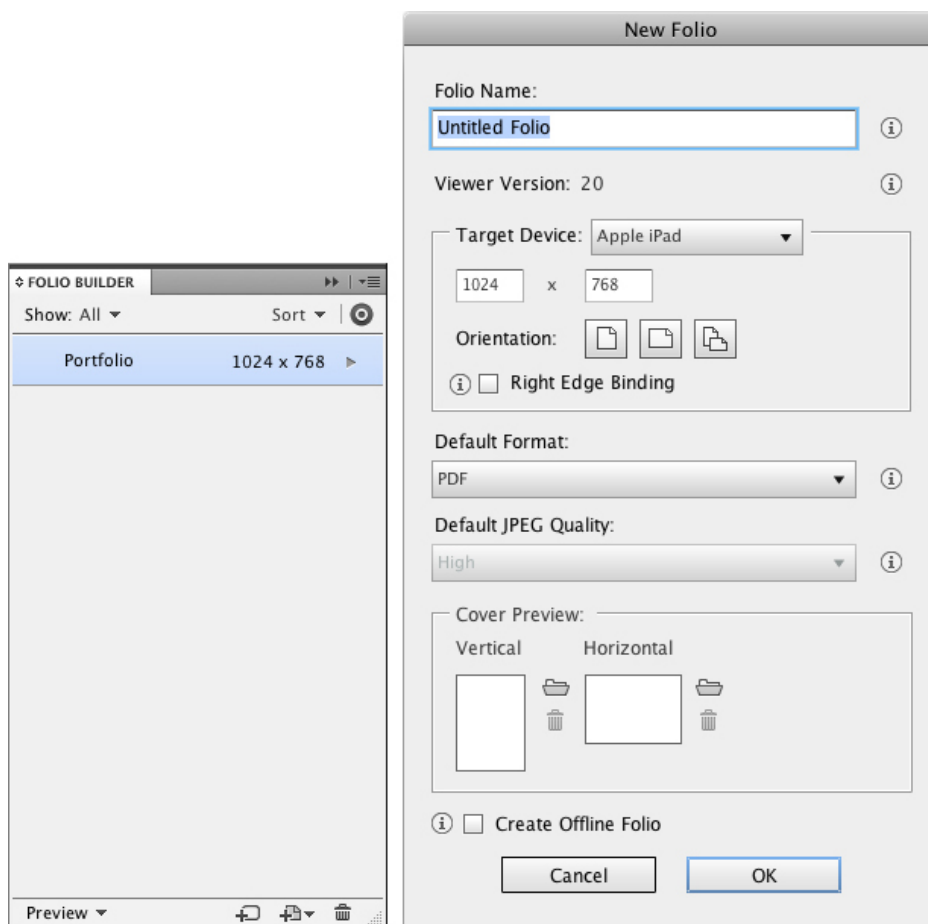 FOLIO BUILDER
Show: All
Sort
Portfolio
1024 x 768
Preview
New Folio
Folio Name:
Untitled Folio
Viewer Version: 20
Target Device: Apple iPad
1024 x 768
Orientation:
Right Edge Binding
Default Format:
PDF
Default JPEG Quality:
High
Cover Preview:
Vertical Horizontal
Create Offline Folio
Cancel OK